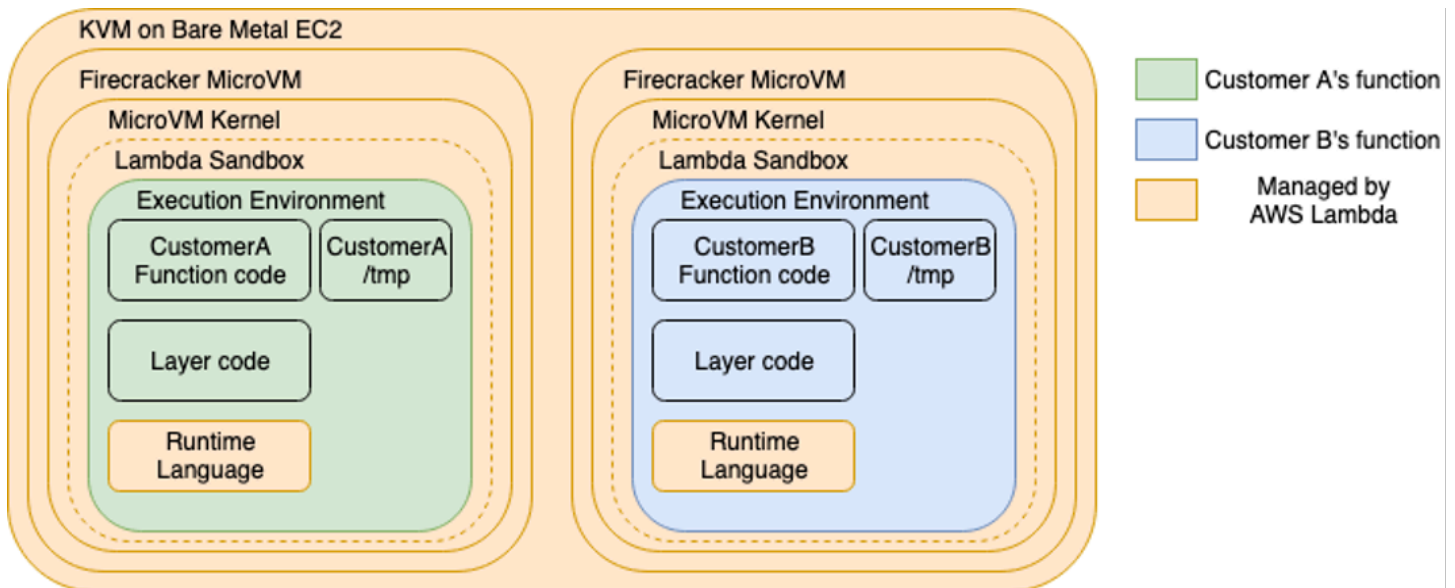 KVM on Bare Metal EC2
Firecracker MicroVM
MicroVM Kernel
Lambda Sandbox
Execution Environment
CustomerA
Function code
CustomerA
/tmp
Layer code
Runtime
Language
Firecracker MicroVM
MicroVM Kernel
Lambda Sandbox
Execution Environment
CustomerB
Function code
CustomerB
/tmp
Layer code
Runtime
Language
Customer A's function
Customer B's function
Managed by
AWS Lambda